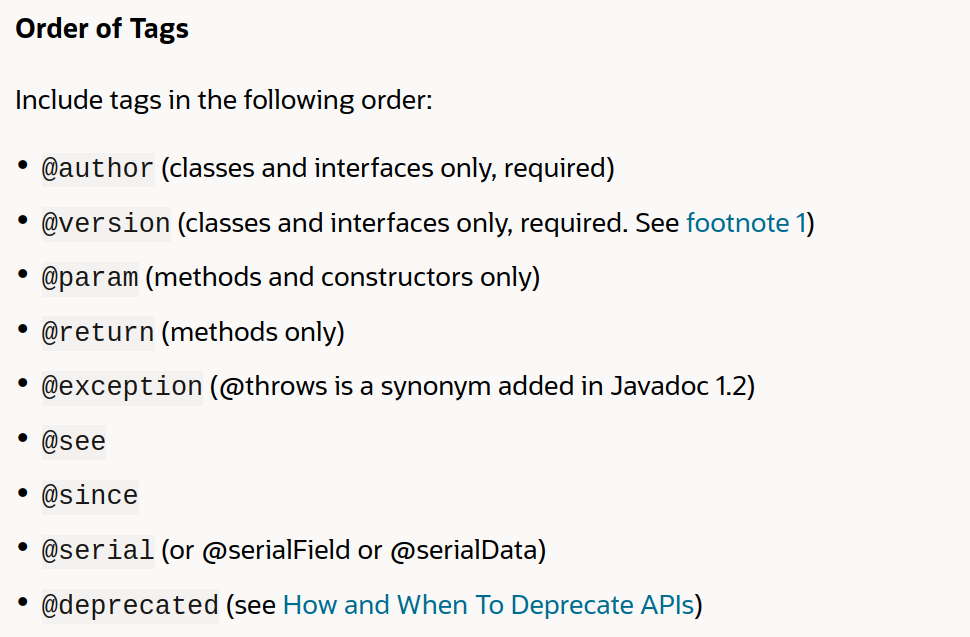 Order of Tags
Include tags in the following order:
• @author (classes and interfaces only, required)
• @version (classes and interfaces only, required. See footnote 1)
• @param (methods and constructors only)
• @return (methods only)
• @exception (@throws is a synonym added in Javadoc 1.2)
• @see
• @since
• @serial (or @serialField or @serialData)
• @deprecated (see How and When To Deprecate APIs)